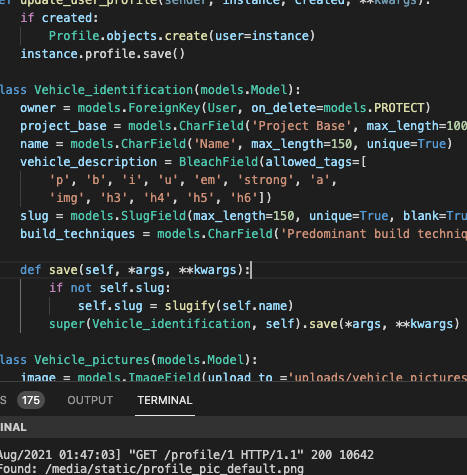 ef update_user_profile(sender, instance, created, **kwargs):
if created:
Profile.objects.create(user=instance)
instance.profile.save()
lass Vehicle_identification(models.Model):
owner = models.ForeignKey(User, on_delete=models.PROTECT)
project_base = models.CharField('Project Base', max_length=100
name = models.CharField('Name', max_length=150, unique=True)
vehicle_description = BleachField(allowed_tags=[
'p', 'b', 'i', 'u', 'em', 'strong', 'a',
'img', 'h3', 'h4', 'h5', 'h6'])
slug = models.SlugField(max_length=150, unique=True, blank=Tru
build_techniques = models.CharField('Predominant build techniq
def save(self, *args, **kwargs):
if not self.slug:
self.slug = slugify(self.name)
super(Vehicle_identification, self).save(*args, **kwargs)
lass Vehicle_pictures(models.Model):
image = models.ImageField(upload_to ='uploads/vehicle_pictures
S 175 OUTPUT TERMINAL
INAL
Aug/2021 01:47:03] "GET /profile/1 HTTP/1.1" 200 10642
Found: /media/static/profile_pic_default.png